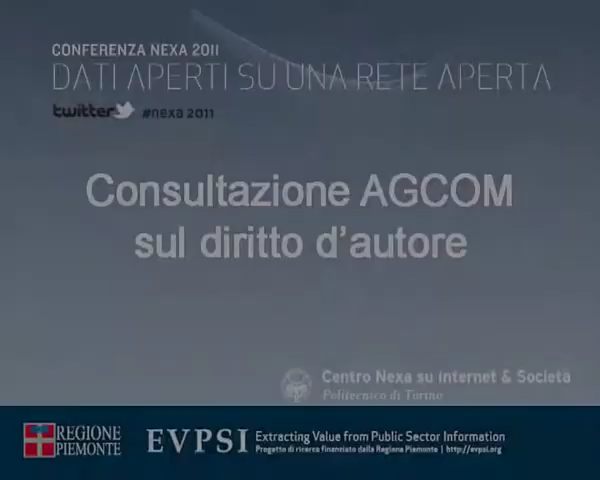 CONFERENZA NEXA 2011
DATI APERTI SU UNA RETE APERTA
twitter #nexa 2011
Consultazione AGCOM
sul diritto d'autore
Centro Nexa su Internet & Società
Politecnico di Torino
REGIONE
PIEMONTE
EVPSI Extracting Value from Public Sector Information
Progetto di ricerca finanziato dalla Regione Piemonte | http://evpsi.org